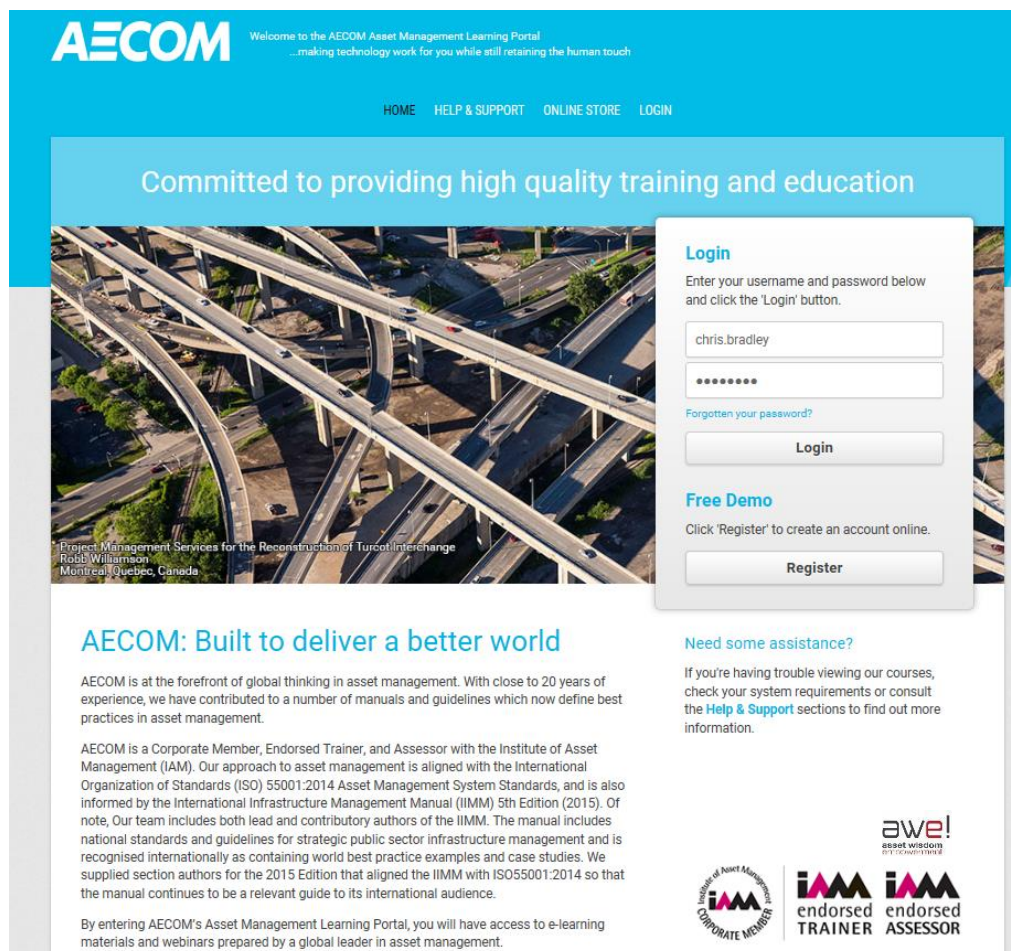 AECOM
Welcome to the AECOM Asset Management Learning Portal
...making technology work for you while still retaining the human touch
HOME HELP & SUPPORT ONLINE STORE LOGIN
Committed to providing high quality training and education
Login
Enter your username and password below
and click the 'Login' button.
chris.bradley
••••••••
Forgotten your password?
Login
Free Demo
Click 'Register' to create an account online.
Register
Project Management Services for the Reconstruction of Turcot Interchange
Robb Williamson
Montreal, Quebec, Canada
AECOM: Built to deliver a better world
AECOM is at the forefront of global thinking in asset management. With close to 20 years of
experience, we have contributed to a number of manuals and guidelines which now define best
practices in asset management.
AECOM is a Corporate Member, Endorsed Trainer, and Assessor with the Institute of Asset
Management (IAM). Our approach to asset management is aligned with the International
Organization of Standards (ISO) 55001:2014 Asset Management System Standards, and is also
informed by the International Infrastructure Management Manual (IIMM) 5th Edition (2015). Of
note, Our team includes both lead and contributory authors of the IIMM. The manual includes
national standards and guidelines for strategic public sector infrastructure management and is
recognised internationally as containing world best practice examples and case studies. We
supplied section authors for the 2015 Edition that aligned the IIMM with ISO55001:2014 so that
the manual continues to be a relevant guide to its international audience.
By entering AECOM's Asset Management Learning Portal, you will have access to e-learning
materials and webinars prepared by a global leader in asset management.
Need some assistance?
If you're having trouble viewing our courses,
check your system requirements or consult
the Help & Support sections to find out more
information.
awe!
asset wisdom
empowerment
Institute of Asset Management
iAM
CORPORATE MEMBER
iAM
endorsed
TRAINER
iAM
endorsed
ASSESSOR